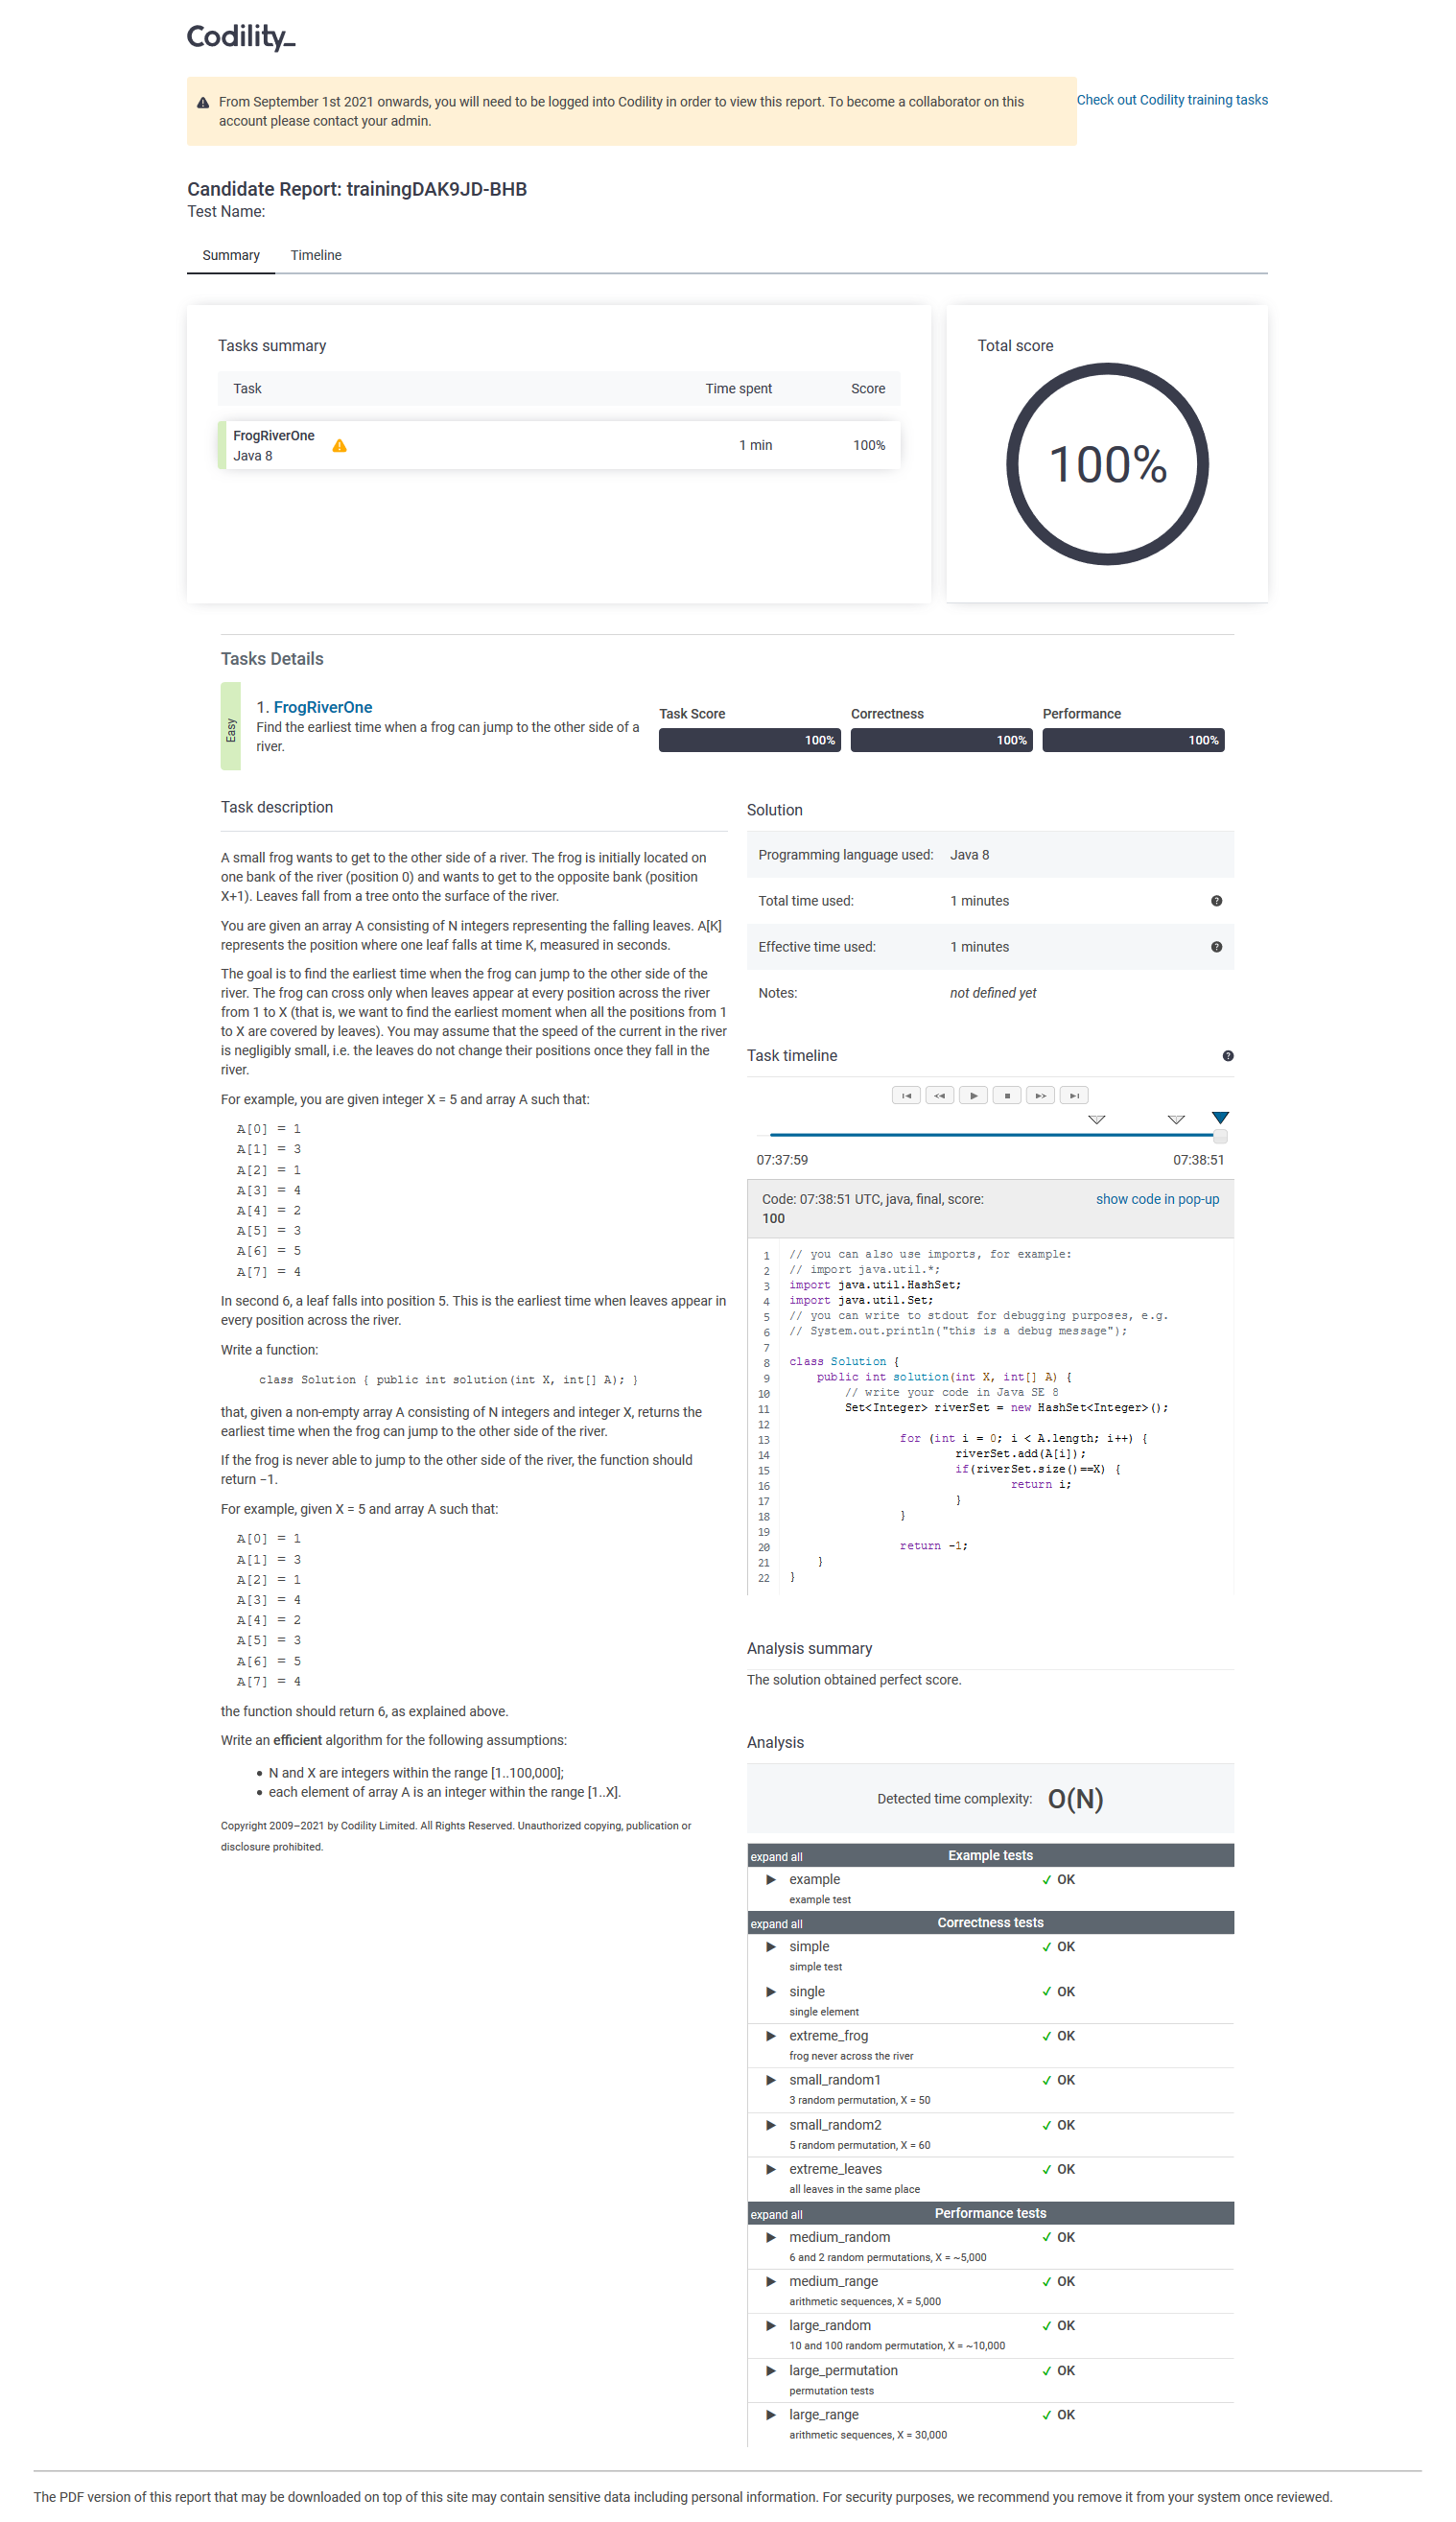 Codility_
From September 1st 2021 onwards, you will need to be logged into Codility in order to view this report. To become a collaborator on this
account please contact your admin.
Check out Codility training tasks
Candidate Report: trainingDAK9JD-BHB
Test Name:
Summary Timeline
Tasks summary
Task Time spent Score
FrogRiverOne
Java 8
1 min 100%
Total score
100%
Tasks Details
Easy
1. FrogRiverOne
Find the earliest time when a frog can jump to the other side of a
river.
Task Score Correctness Performance
100% 100% 100%
Task description
A small frog wants to get to the other side of a river. The frog is initially located on
one bank of the river (position 0) and wants to get to the opposite bank (position
X+1). Leaves fall from a tree onto the surface of the river.
You are given an array A consisting of N integers representing the falling leaves. A[K]
represents the position where one leaf falls at time K, measured in seconds.
The goal is to find the earliest time when the frog can jump to the other side of the
river. The frog can cross only when leaves appear at every position across the river
from 1 to X (that is, we want to find the earliest moment when all the positions from 1
to X are covered by leaves). You may assume that the speed of the current in the river
is negligibly small, i.e. the leaves do not change their positions once they fall in the
river.
For example, you are given integer X = 5 and array A such that:
A[0] = 1
A[1] = 3
A[2] = 1
A[3] = 4
A[4] = 2
A[5] = 3
A[6] = 5
A[7] = 4
In second 6, a leaf falls into position 5. This is the earliest time when leaves appear in
every position across the river.
Write a function:
class Solution { public int solution(int X, int[] A); }
that, given a non-empty array A consisting of N integers and integer X, returns the
earliest time when the frog can jump to the other side of the river.
If the frog is never able to jump to the other side of the river, the function should
return −1.
For example, given X = 5 and array A such that:
A[0] = 1
A[1] = 3
A[2] = 1
A[3] = 4
A[4] = 2
A[5] = 3
A[6] = 5
A[7] = 4
the function should return 6, as explained above.
Write an efficient algorithm for the following assumptions:
• N and X are integers within the range [1..100,000];
• each element of array A is an integer within the range [1..X].
Copyright 2009–2021 by Codility Limited. All Rights Reserved. Unauthorized copying, publication or
disclosure prohibited.
Solution
Programming language used: Java 8
Total time used: 1 minutes
Effective time used: 1 minutes
Notes: not defined yet
Task timeline
07:37:59 07:38:51
Code: 07:38:51 UTC, java, final, score:
100
show code in pop-up
1 // you can also use imports, for example:
2 // import java.util.*;
3 import java.util.HashSet;
4 import java.util.Set;
5 // you can write to stdout for debugging purposes, e.g.
6 // System.out.println("this is a debug message");
7
8 class Solution {
9 public int solution(int X, int[] A) {
10 // write your code in Java SE 8
11 Set<Integer> riverSet = new HashSet<Integer>();
12
13 for (int i = 0; i < A.length; i++) {
14 riverSet.add(A[i]);
15 if(riverSet.size()==X) {
16 return i;
17 }
18 }
19
20 return -1;
21 }
22 }
Analysis summary
The solution obtained perfect score.
Analysis
Detected time complexity: O(N)
expand all Example tests
example ✓ OK
example test
expand all Correctness tests
simple ✓ OK
simple test
single ✓ OK
single element
extreme_frog ✓ OK
frog never across the river
small_random1 ✓ OK
3 random permutation, X = 50
small_random2 ✓ OK
5 random permutation, X = 60
extreme_leaves ✓ OK
all leaves in the same place
expand all Performance tests
medium_random ✓ OK
6 and 2 random permutations, X = ~5,000
medium_range ✓ OK
arithmetic sequences, X = 5,000
large_random ✓ OK
10 and 100 random permutation, X = ~10,000
large_permutation ✓ OK
permutation tests
large_range ✓ OK
arithmetic sequences, X = 30,000
The PDF version of this report that may be downloaded on top of this site may contain sensitive data including personal information. For security purposes, we recommend you remove it from your system once reviewed.